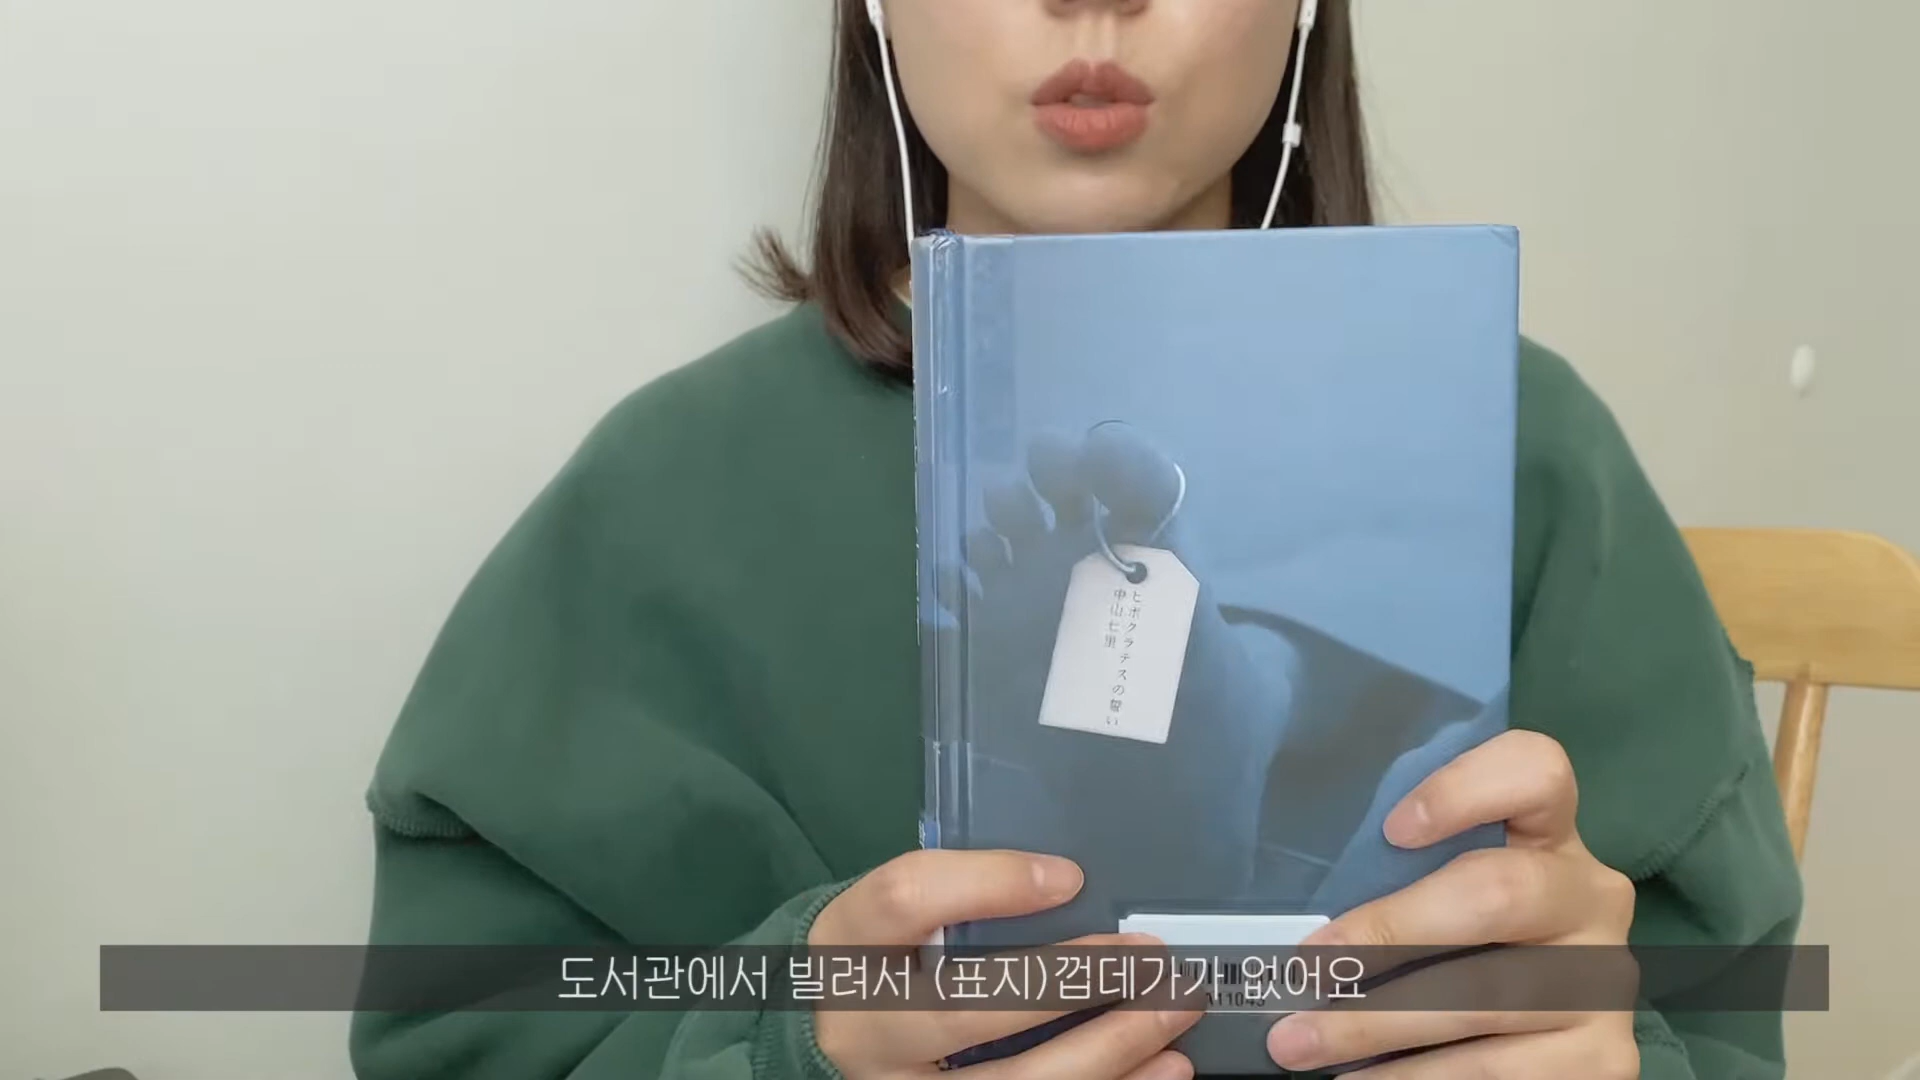 ヒポクラテスの誓い
中山七里
도서관에서 빌려서 (표지)껍데가가 없어요